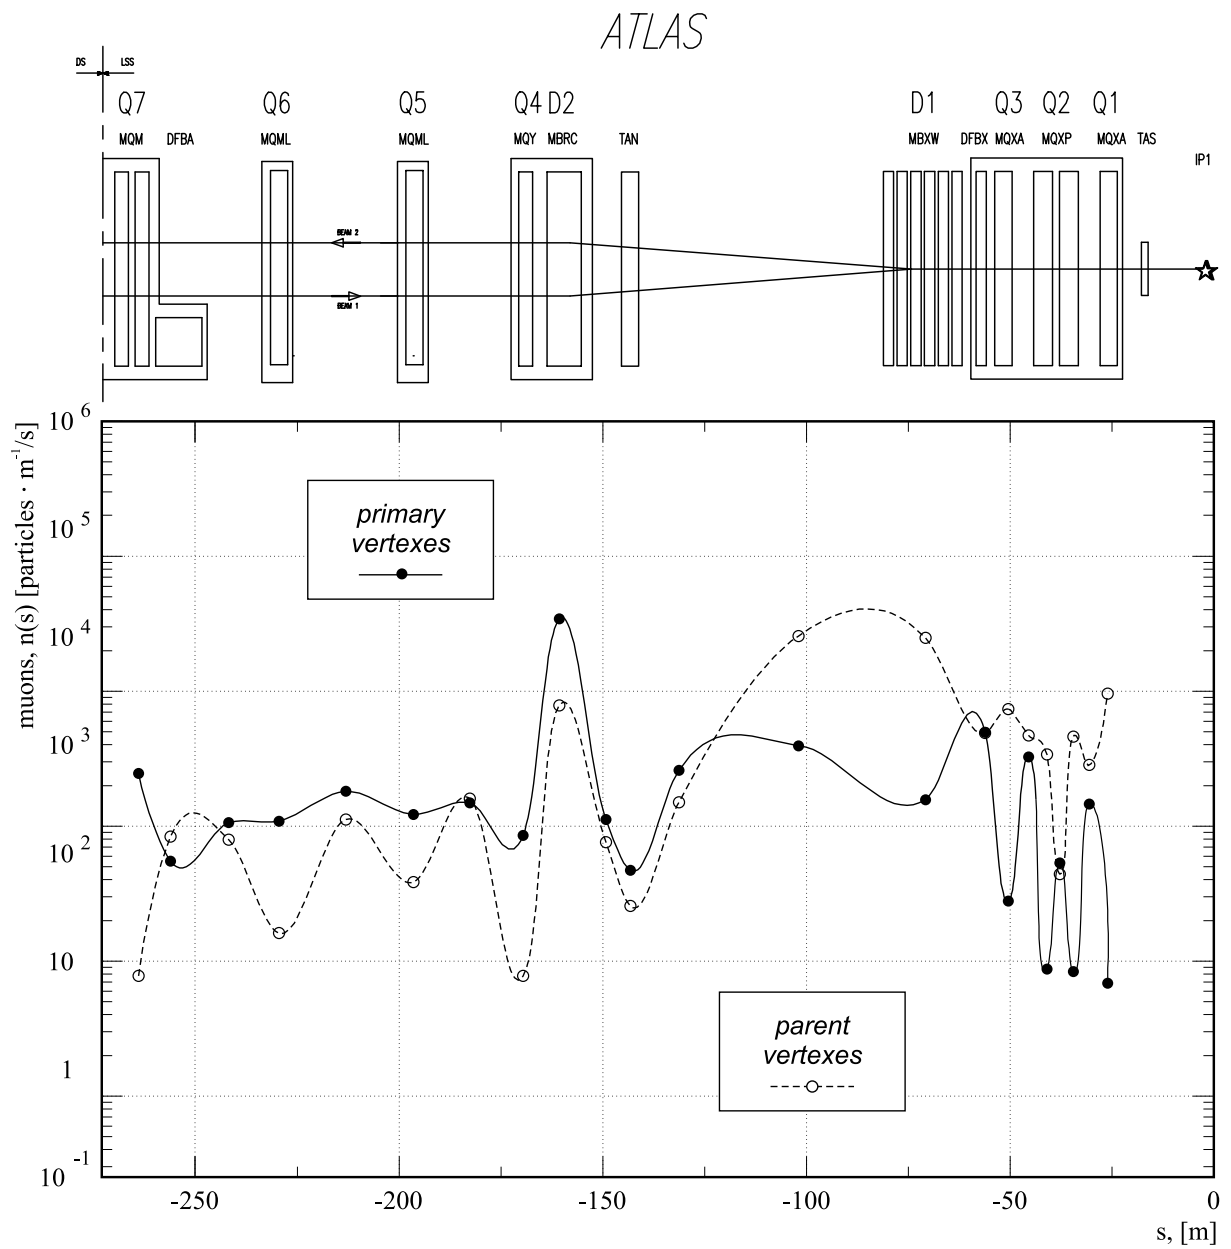 ATLAS
DS LSS
Q7 Q6 Q5 Q4 D2 D1 Q3 Q2 Q1
MQM DFBA MQML MQML MQY MBRC TAN MBXW DFBX MQXA MQXP MQXA TAS
IP1
BEAM 2
BEAM 1
10 6
10 5
10 4
10 3
10 2
10
1
10 -1
muons, n(s) [particles · m-1/s]
primary
vertexes
parent
vertexes
-250 -200 -150 -100 -50 0
s, [m]